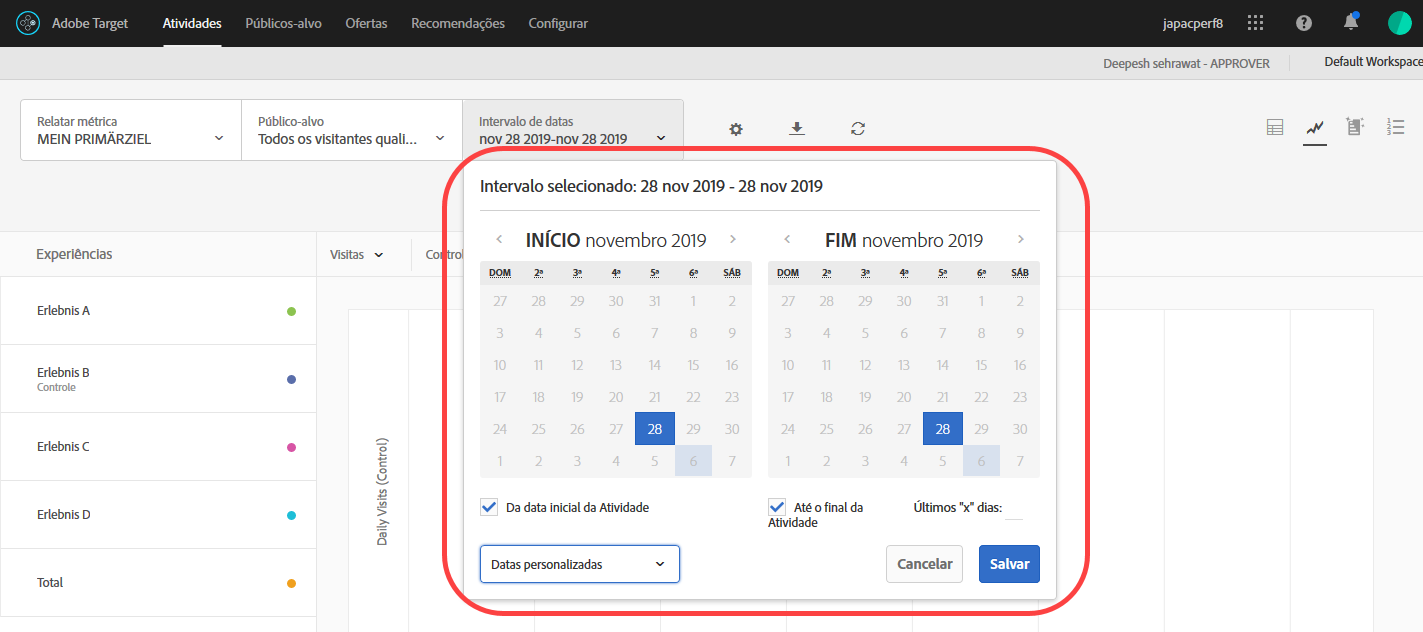 Adobe Target
Atividades
Públicos-alvo
Ofertas
Recomendações
Configurar
japacperf8
Deepesh sehrawat - APPROVER
Default Workspace
Relatar métrica
MEIN PRIMÄRZIEL
Público-alvo
Todos os visitantes quali...
Intervalo de datas
nov 28 2019-nov 28 2019
1
2
3
Intervalo selecionado: 28 nov 2019 - 28 nov 2019
INÍCIO novembro 2019
DOM 2ª 3ª 4ª 5ª 6ª SÁB
27 28 29 30 31 1 2
3 4 5 6 7 8 9
10 11 12 13 14 15 16
17 18 19 20 21 22 23
24 25 26 27 28 29 30
1 2 3 4 5 6 7
FIM novembro 2019
DOM 2ª 3ª 4ª 5ª 6ª SÁB
27 28 29 30 31 1 2
3 4 5 6 7 8 9
10 11 12 13 14 15 16
17 18 19 20 21 22 23
24 25 26 27 28 29 30
1 2 3 4 5 6 7
Da data inicial da Atividade
Até o final da
Atividade
Últimos "x" dias:
Datas personalizadas
Cancelar
Salvar
Experiências
Visitas
Control
Erlebnis A
Erlebnis B
Controle
Erlebnis C
Erlebnis D
Total
Daily Visits (Control)